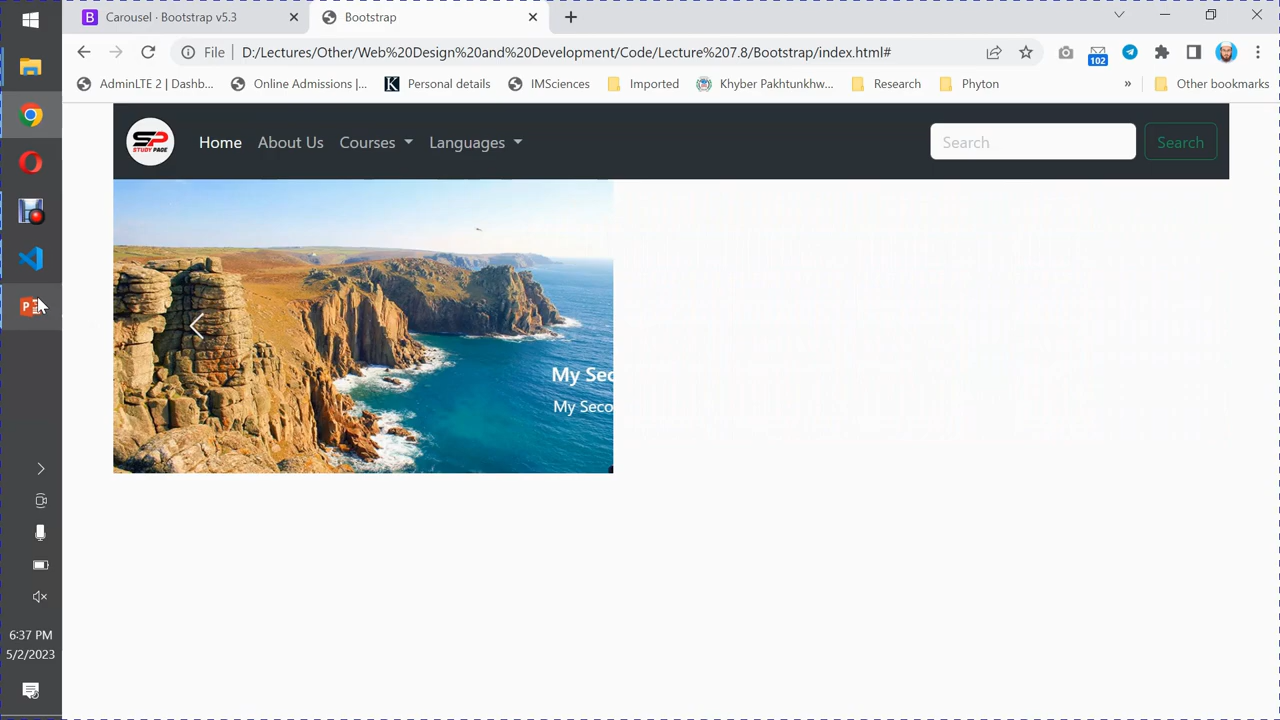 Carousel · Bootstrap v5.3
Bootstrap
File
D:/Lectures/Other/Web%20Design%20and%20Development/Code/Lecture%207.8/Bootstrap/index.html#
102
AdminLTE 2 | Dashb...
Online Admissions |...
Personal details
IMSciences
Imported
Khyber Pakhtunkhw...
Research
Phyton
»
Other bookmarks
SP
STUDY PAGE
Home
About Us
Courses
Languages
Search
Search
My Sec
My Seco
6:37 PM
5/2/2023